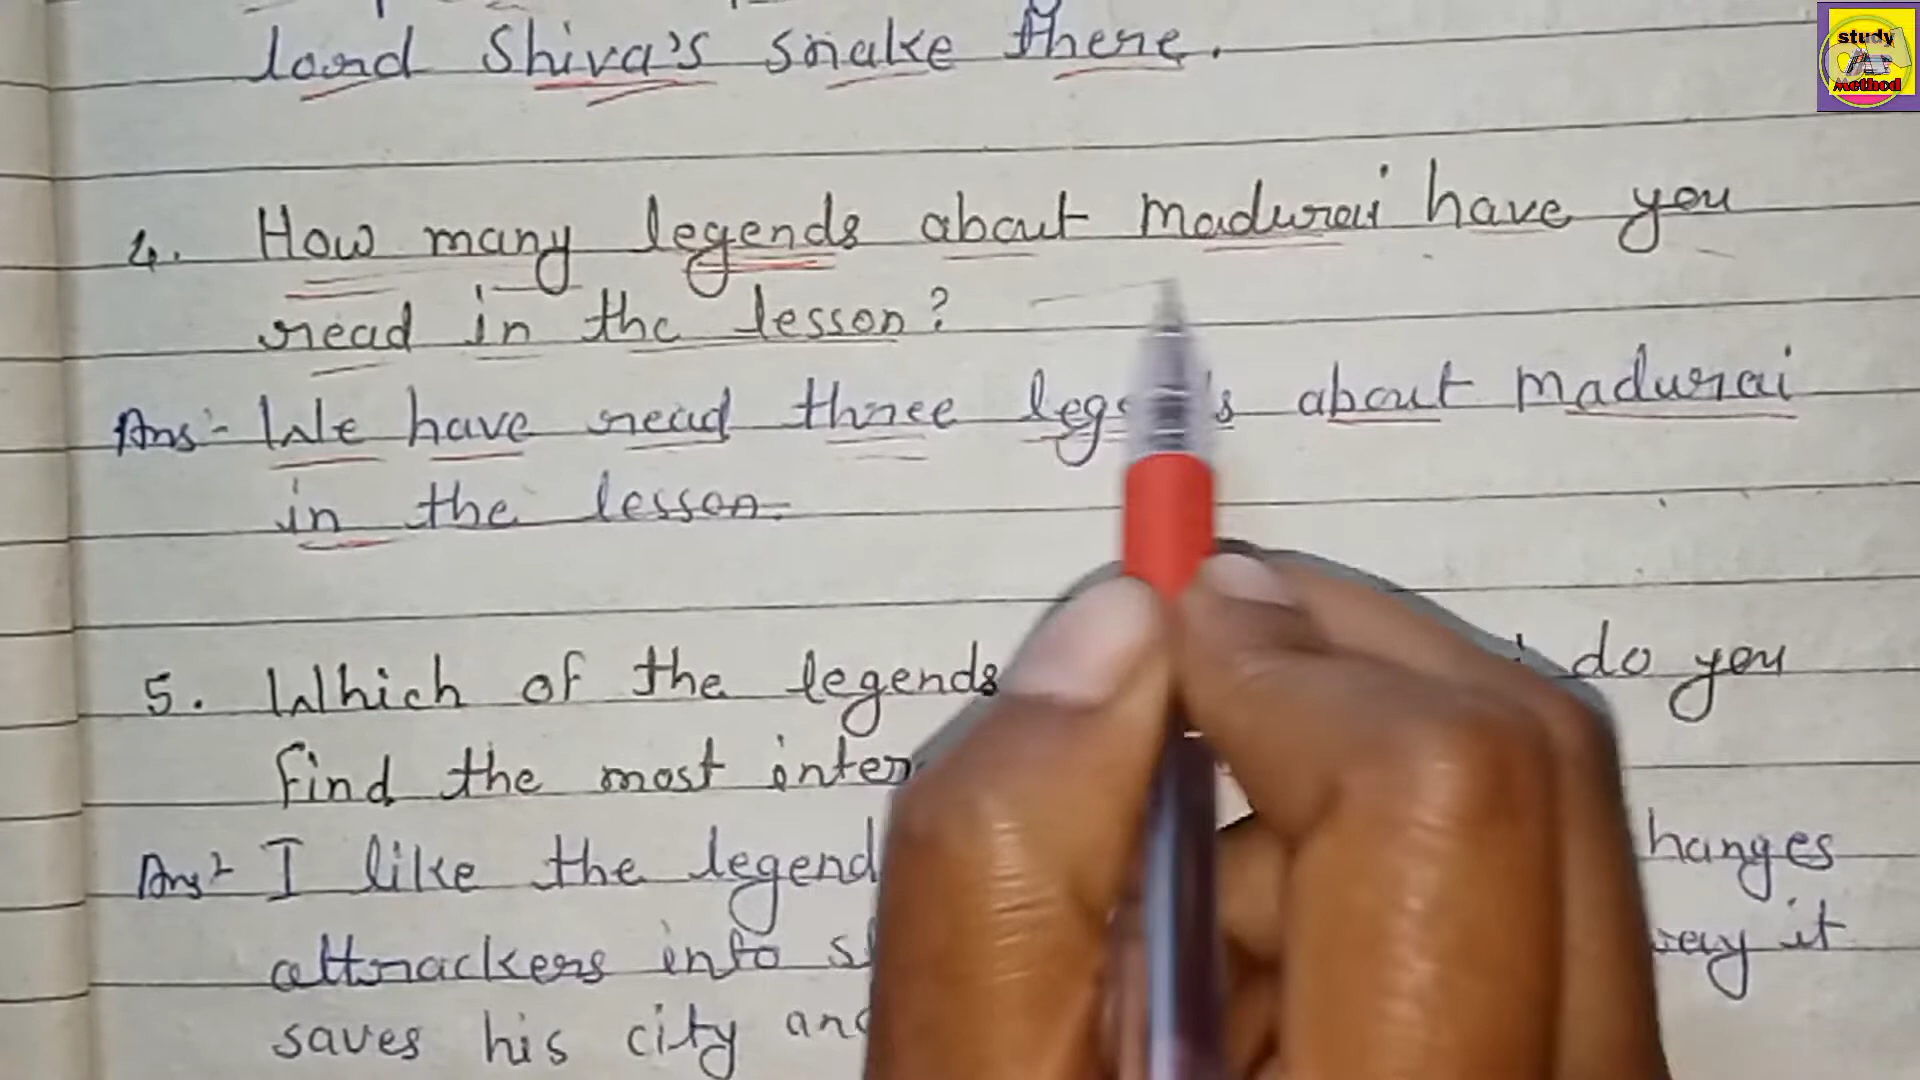 lord Shiva's snake there.
study
Method
4. How many legends about Madurai have you
read in the lesson?
Ans:- We have read three about Madurai
in the lesson.
5. Which of the legends do you
find the most
Ans:- I like the legend
attrackers into it
saves his city